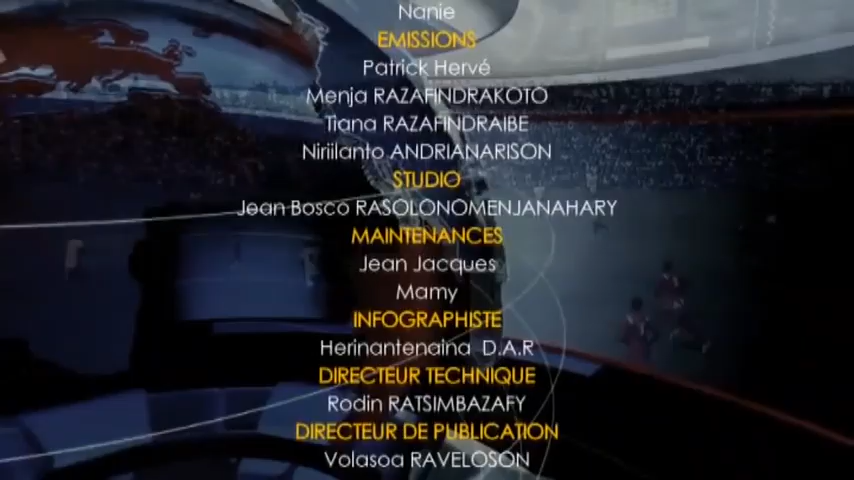 Nanie
EMISSIONS
Patrick Hervé
Menja RAZAFINDRAKOTO
Tiana RAZAFINDRAIBE
Niriilanto ANDRIANARISON
STUDIO
Jean Bosco RASOLONOMENJANAHARY
MAINTENANCES
Jean Jacques
Mamy
INFOGRAPHISTE
Herinantenaina D.A.R
DIRECTEUR TECHNIQUE
Rodin RATSIMBAZAFY
DIRECTEUR DE PUBLICATION
Volasoa RAVELOSON